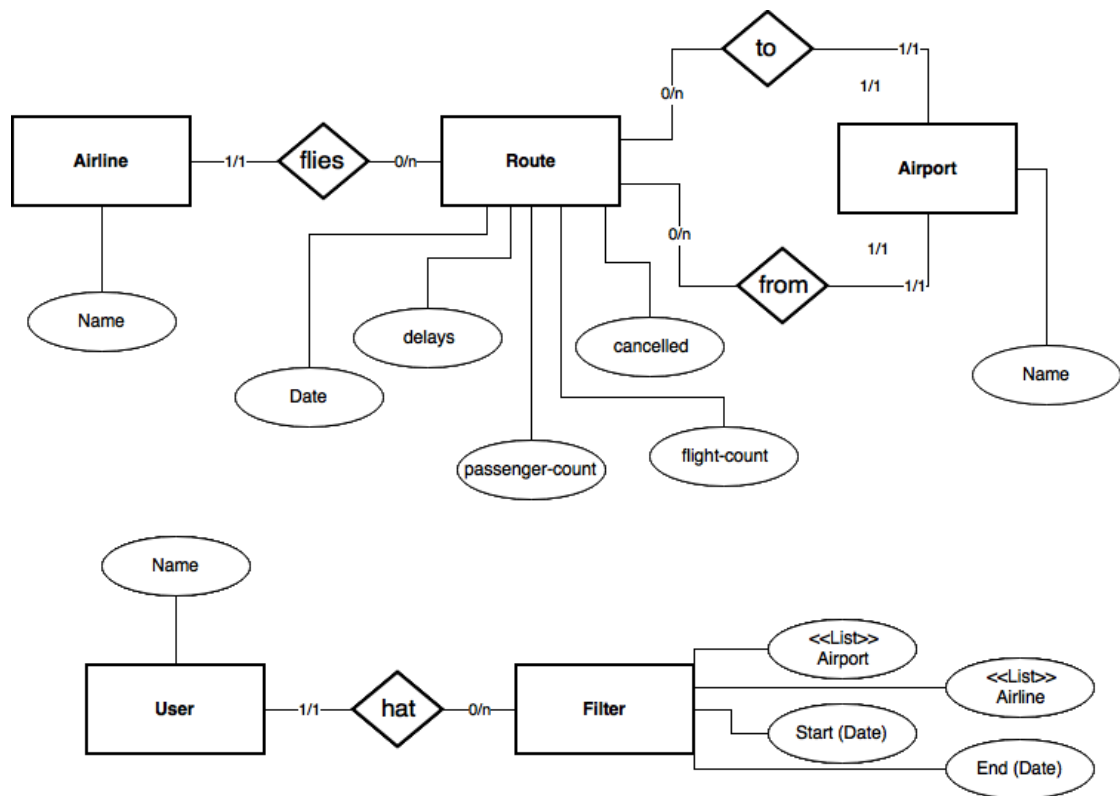 to
1/1
0/n
1/1
Airline
1/1
flies
0/n
Route
Airport
0/n
1/1
from
1/1
Name
delays
cancelled
Date
Name
passenger-count
flight-count
Name
<<List>>
Airport
<<List>>
Airline
User
1/1
hat
0/n
Filter
Start (Date)
End (Date)